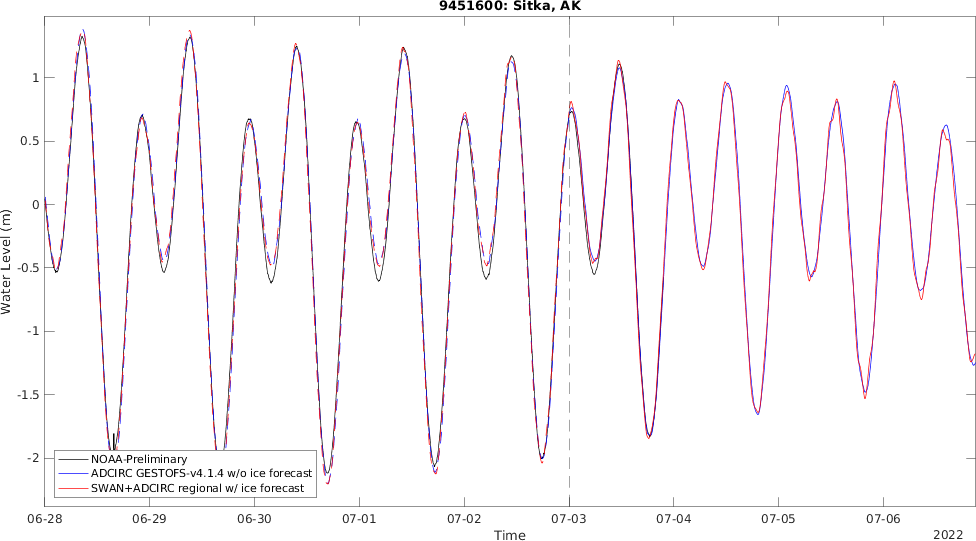 9451600: Sitka, AK
Water Level (m)
1
0.5
0
-0.5
-1
-1.5
-2
NOAA-Preliminary
ADCIRC GESTOFS-v4.1.4 w/o ice forecast
SWAN+ADCIRC regional w/ ice forecast
06-28 06-29 06-30 07-01 07-02 07-03 07-04 07-05 07-06
Time
2022